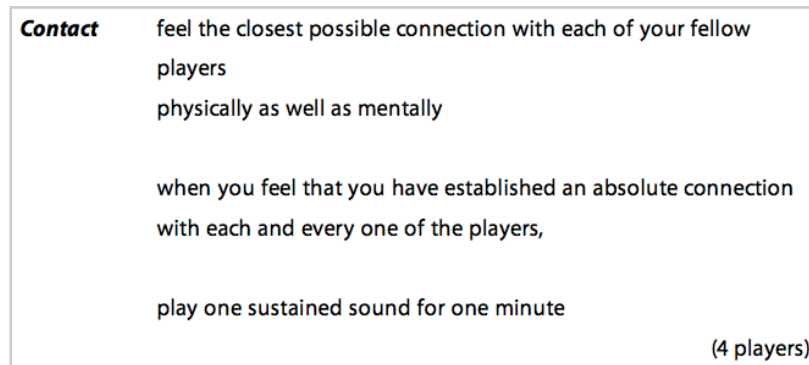 Contact feel the closest possible connection with each of your fellow
players
physically as well as mentally
when you feel that you have established an absolute connection
with each and every one of the players,
play one sustained sound for one minute
(4 players)